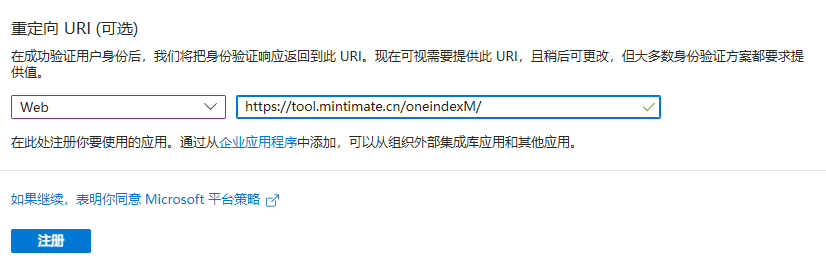 重定向 URI (可选)
在成功验证用户身份后，我们将把身份验证响应返回到此 URI。现在可视需要提供此 URI，且稍后可更改，但大多数身份验证方案都要求提
供值。
Web
https://tool.mintimate.cn/oneindexM/
在此处注册你要使用的应用。通过从企业应用程序中添加，可以从组织外部集成库应用和其他应用。
如果继续，表明你同意 Microsoft 平台策略
注册